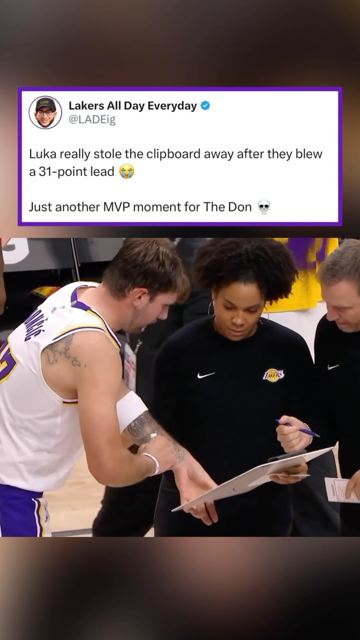 Lakers All Day Everyday
@LADEig
Luka really stole the clipboard away after they blew
a 31-point lead 😭
Just another MVP moment for The Don 💀